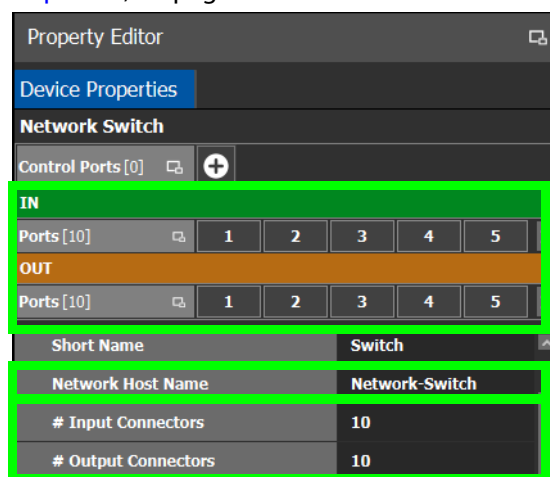 Property Editor
Device Properties
Network Switch
Control Ports [0]
IN
Ports [10] 1 2 3 4 5
OUT
Ports [10] 1 2 3 4 5
Short Name Switch
Network Host Name Network-Switch
# Input Connectors 10
# Output Connectors 10